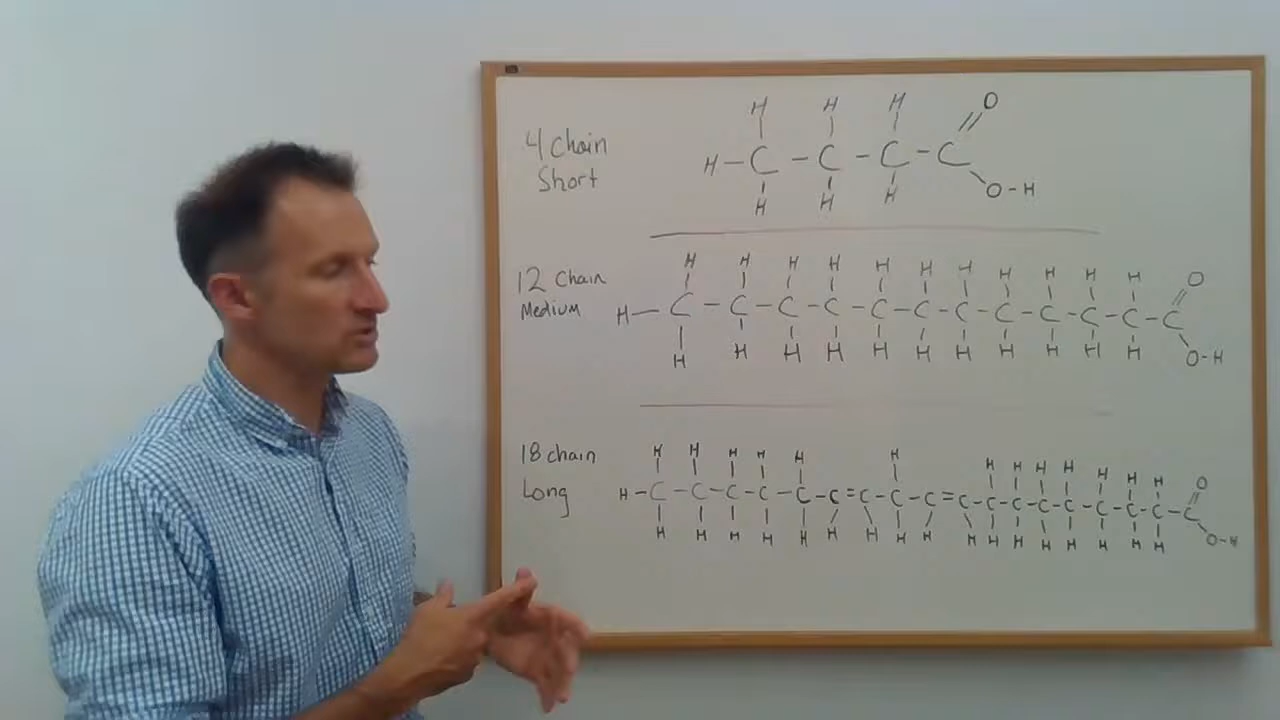 4 Chain
Short
H H H O
H-C-C-C-C
H H H O-H
12 Chain
Medium
H H H H H H H H H H H O
H-C-C-C-C-C-C-C-C-C-C-C-C
H H H H H H H H H H H O-H
18 chain
Long
H H H H H H H H H H H H H O
H-C-C-C-C-C-C=C-C-C=C-C-C-C-C-C-C-C-C
H H H H H H H H H H H H H H H H H O-H